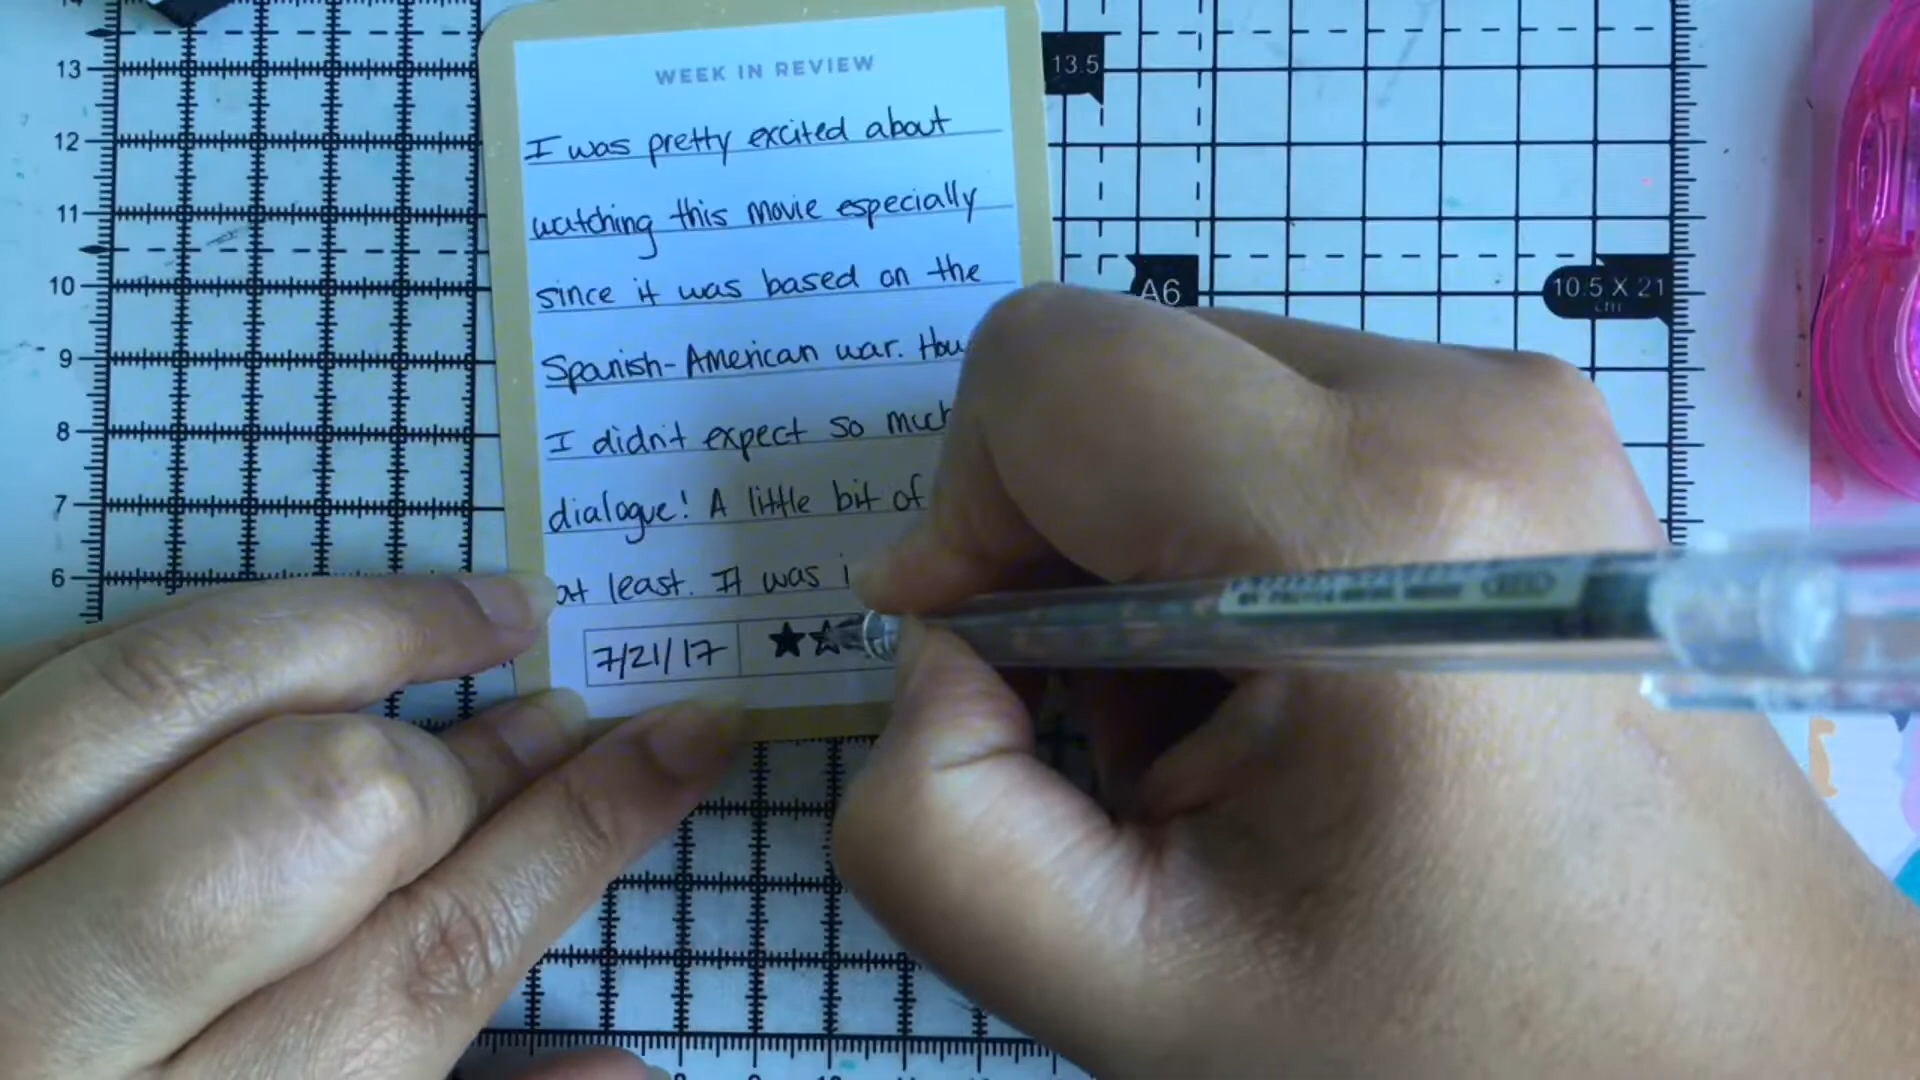 WEEK IN REVIEW
I was pretty excited about
watching this movie especially
since it was based on the
Spanish-American war.
I didn't expect so
dialogue! A little bit of
at least. It was
7/21/17
14
13
12
11
10
9
8
7
6
13.5
A6
10.5 X 21
cm